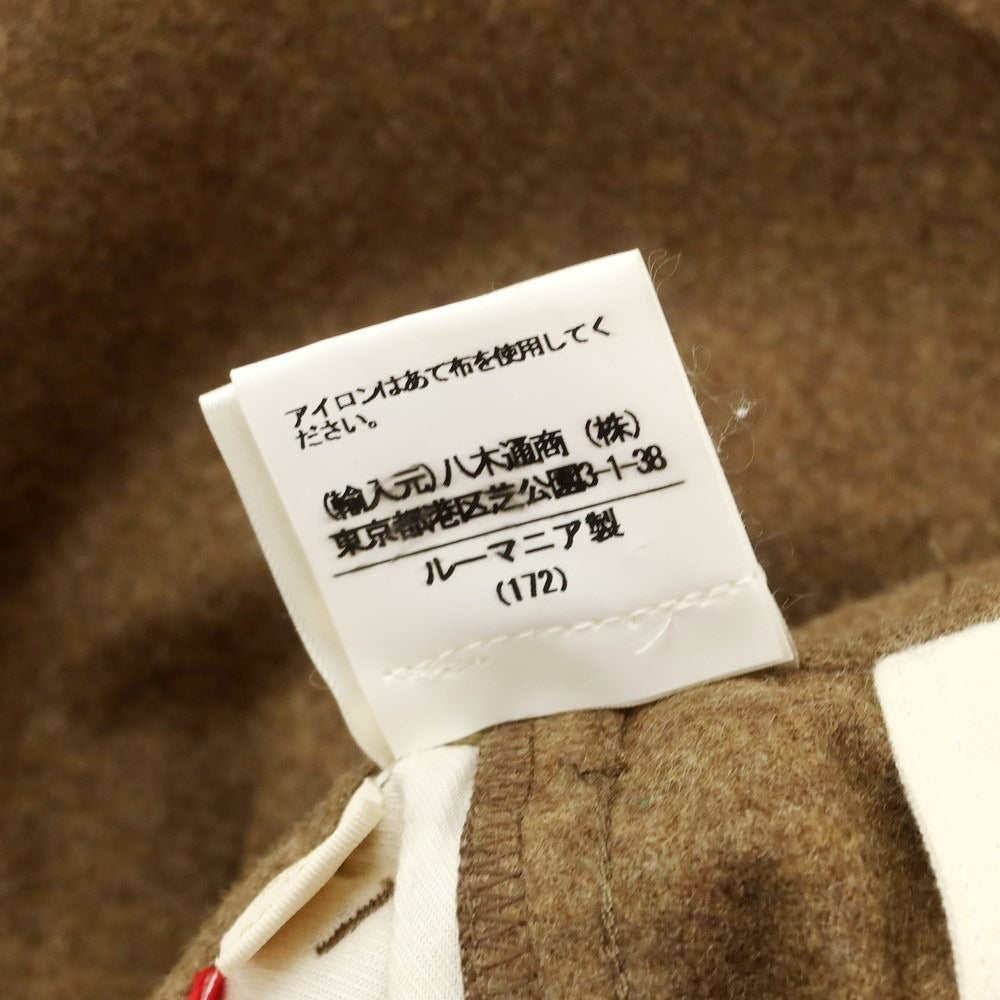 アイロンはあて布を使用してく
ださい。
(輸入元)八木通商 (株)
東京都港区芝公園3-1-38
ルーマニア製
(172)